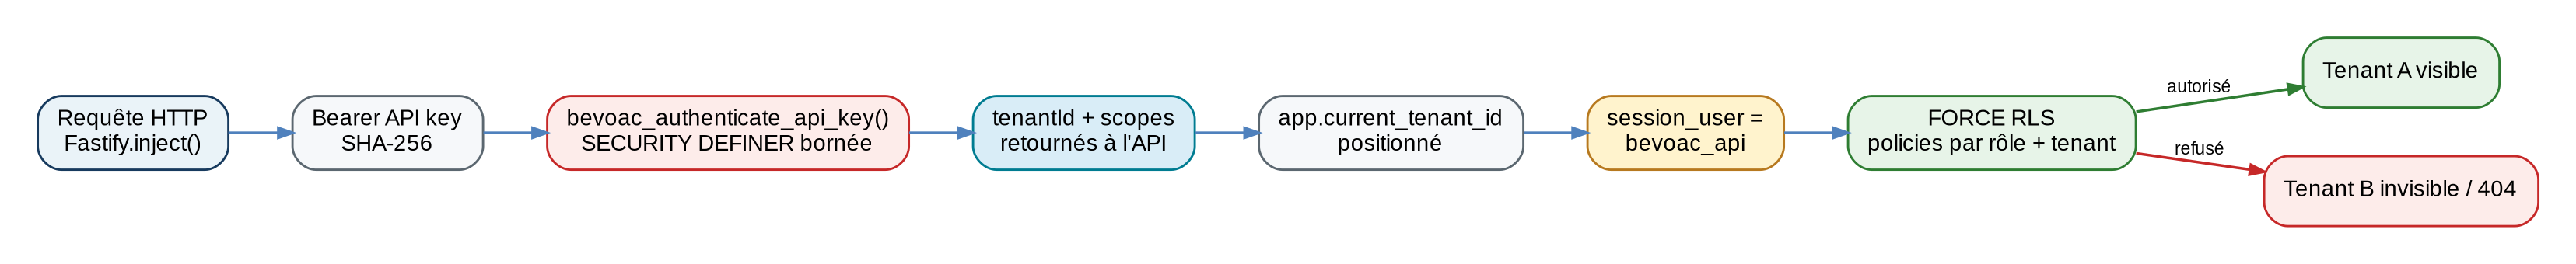 Requête HTTP
Fastify.inject()
Bearer API key
SHA-256
bevoac_authenticate_api_key()
SECURITY DEFINER bornée
tenantId + scopes
retournés à l'API
app.current_tenant_id
positionné
session_user =
bevoac_api
FORCE RLS
policies par rôle + tenant
autorisé
Tenant A visible
refusé
Tenant B invisible / 404